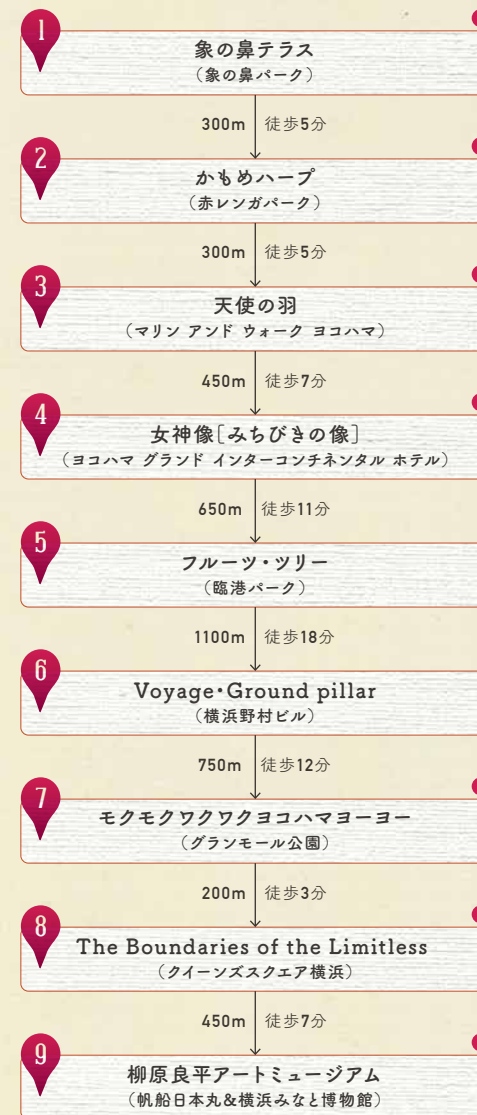 1
象の鼻テラス
（象の鼻パーク）
300m 徒歩5分
2
かもめハープ
（赤レンガパーク）
300m 徒歩5分
3
天使の羽
（マリン アンド ウォーク ヨコハマ）
450m 徒歩7分
4
女神像［みちびきの像］
（ヨコハマ グランド インターコンチネンタル ホテル）
650m 徒歩11分
5
フルーツ・ツリー
（臨港パーク）
1100m 徒歩18分
6
Voyage・Ground pillar
（横浜野村ビル）
750m 徒歩12分
7
モクモクワクワクヨコハマヨーヨー
（グランモール公園）
200m 徒歩3分
8
The Boundaries of the Limitless
（クイーンズスクエア横浜）
450m 徒歩7分
9
柳原良平アートミュージアム
（帆船日本丸&横浜みなと博物館）